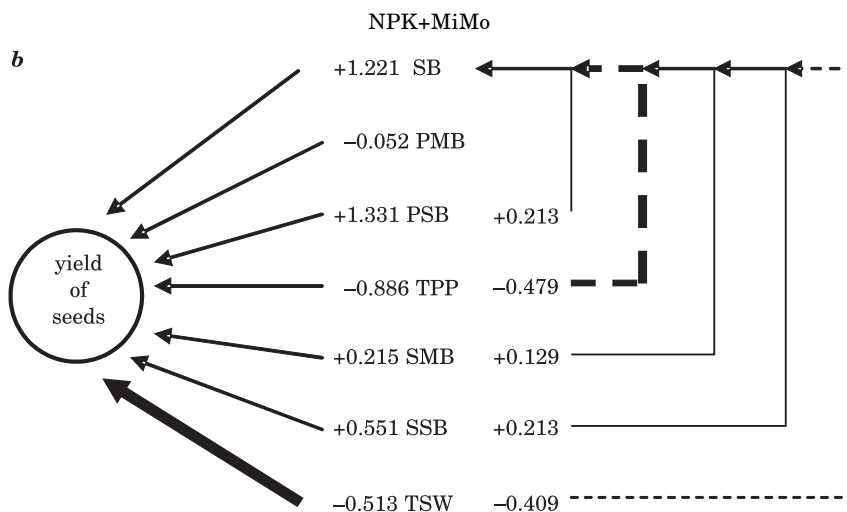 NPK+MiMo
b
+1.221 SB
–0.052 PMB
+1.331 PSB +0.213
yield
of
seeds
–0.886 TPP –0.479
+0.215 SMB +0.129
+0.551 SSB +0.213
–0.513 TSW –0.409